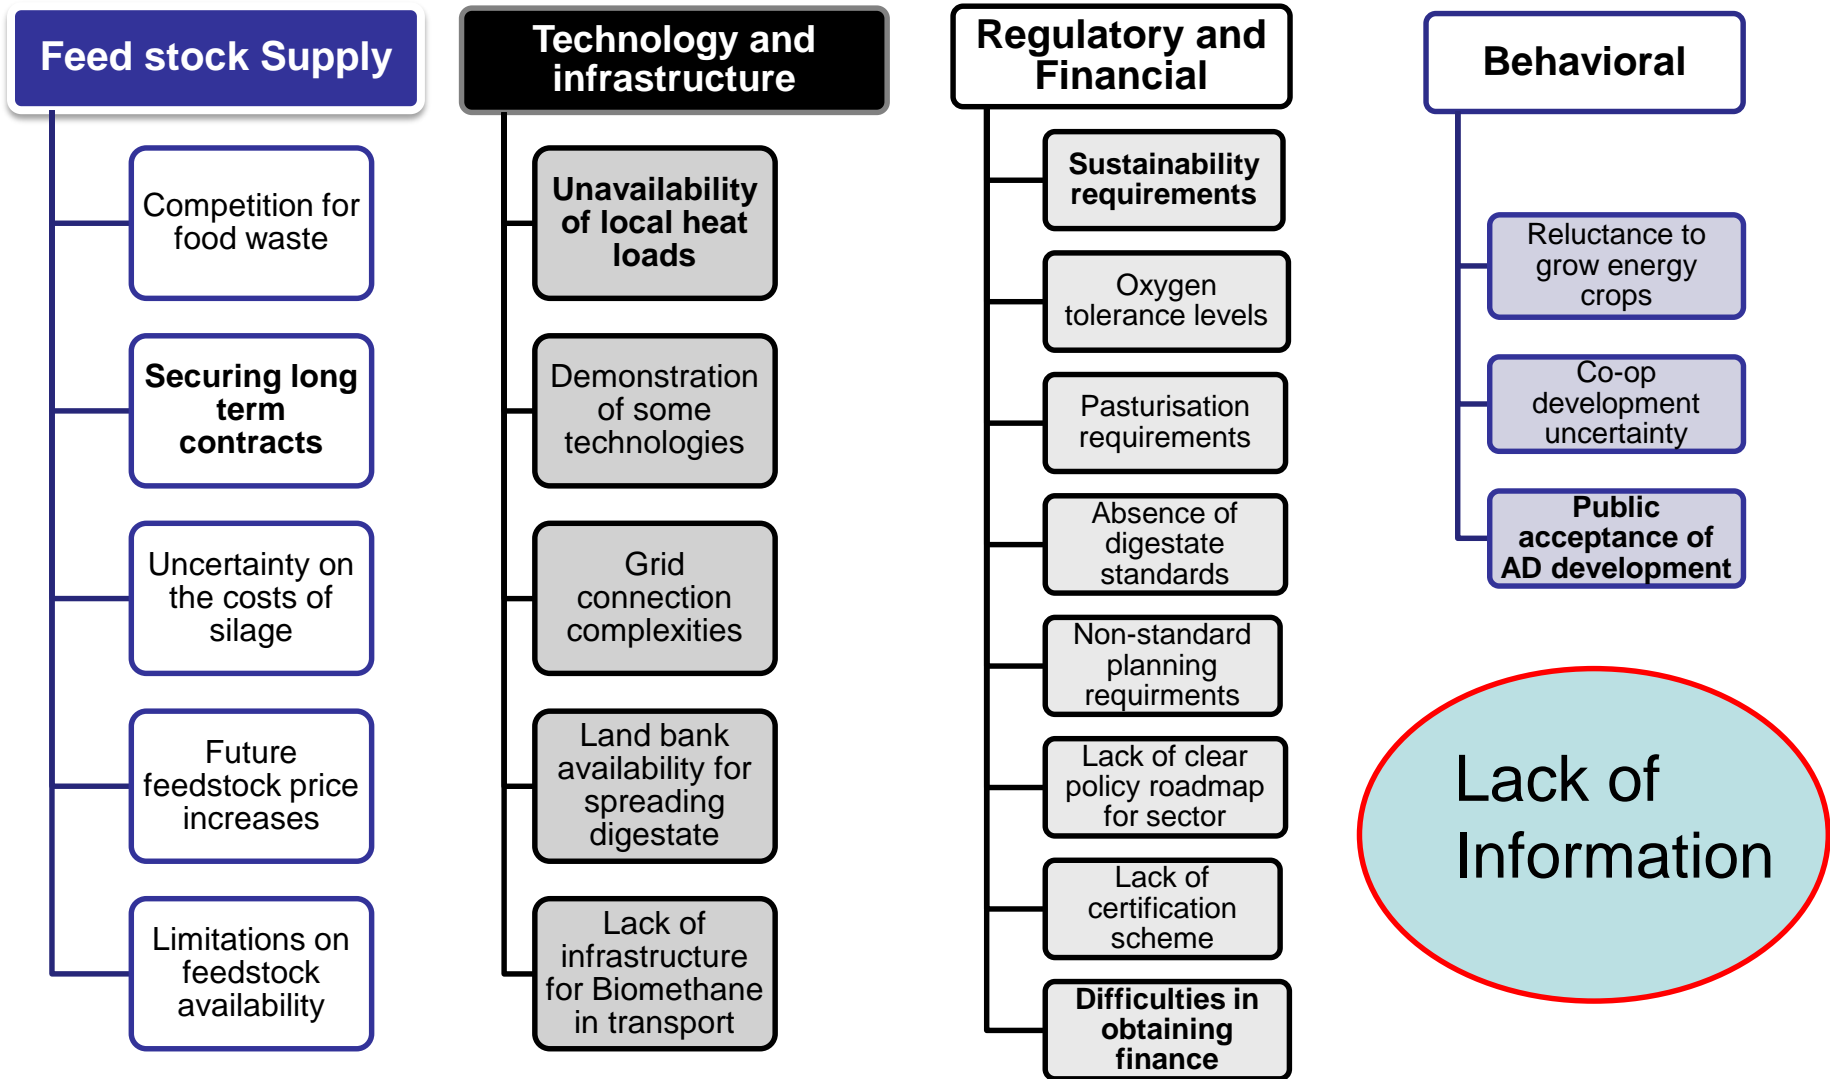 Feed stock Supply
Competition for
food waste
Securing long
term
contracts
Uncertainty on
the costs of
silage
Future
feedstock price
increases
Limitations on
feedstock
availability
Technology and
infrastructure
Unavailability
of local heat
loads
Demonstration
of some
technologies
Grid
connection
complexities
Land bank
availability for
spreading
digestate
Lack of
infrastructure
for Biomethane
in transport
Regulatory and
Financial
Sustainability
requirements
Oxygen
tolerance levels
Pasturisation
requirements
Absence of
digestate
standards
Non-standard
planning
requirments
Lack of clear
policy roadmap
for sector
Lack of
certification
scheme
Difficulties in
obtaining
finance
Behavioral
Reluctance to
grow energy
crops
Co-op
development
uncertainty
Public
acceptance of
AD development
Lack of
Information